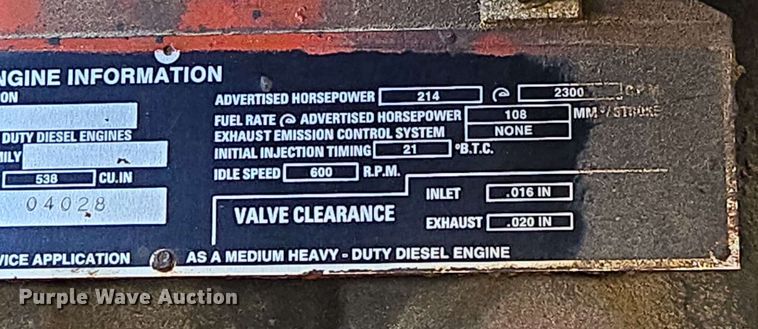 NGINE INFORMATION
ON
DUTY DIESEL ENGINES
MILY
538 CU.IN
04028
VICE APPLICATION
ADVERTISED HORSEPOWER 214 @ 2300 R.P.M
FUEL RATE @ ADVERTISED HORSEPOWER 108 MM³/STROKE
EXHAUST EMISSION CONTROL SYSTEM NONE
INITIAL INJECTION TIMING 21 °B.T.C.
IDLE SPEED 600 R.P.M.
VALVE CLEARANCE
INLET .016 IN
EXHAUST .020 IN
AS A MEDIUM HEAVY - DUTY DIESEL ENGINE
Purple Wave Auction